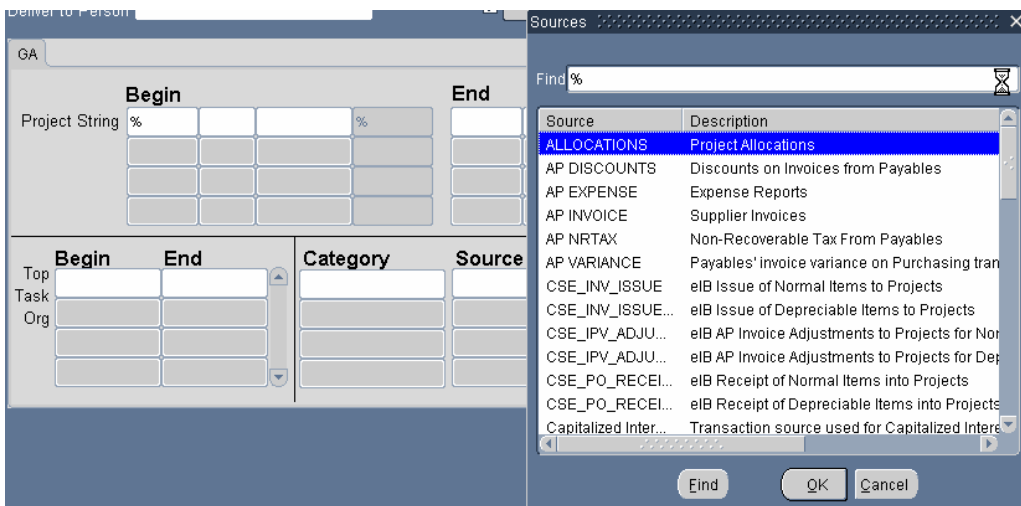 Deliver to Person
GA
Begin End
Project String % %
Begin End Category Source
Top
Task
Org
Sources
Find %
Source Description
ALLOCATIONS Project Allocations
AP DISCOUNTS Discounts on Invoices from Payables
AP EXPENSE Expense Reports
AP INVOICE Supplier Invoices
AP NRTAX Non-Recoverable Tax From Payables
AP VARIANCE Payables' invoice variance on Purchasing tran
CSE_INV_ISSUE eIB Issue of Normal Items to Projects
CSE_INV_ISSUE... eIB Issue of Depreciable Items to Projects
CSE_IPV_ADJU... eIB AP Invoice Adjustments to Projects for Nor
CSE_IPV_ADJU... eIB AP Invoice Adjustments to Projects for Dep
CSE_PO_RECEI... eIB Receipt of Normal Items into Projects
CSE_PO_RECEI... eIB Receipt of Depreciable Items into Projects
Capitalized Inter... Transaction source used for Capitalized Intere
Find OK Cancel